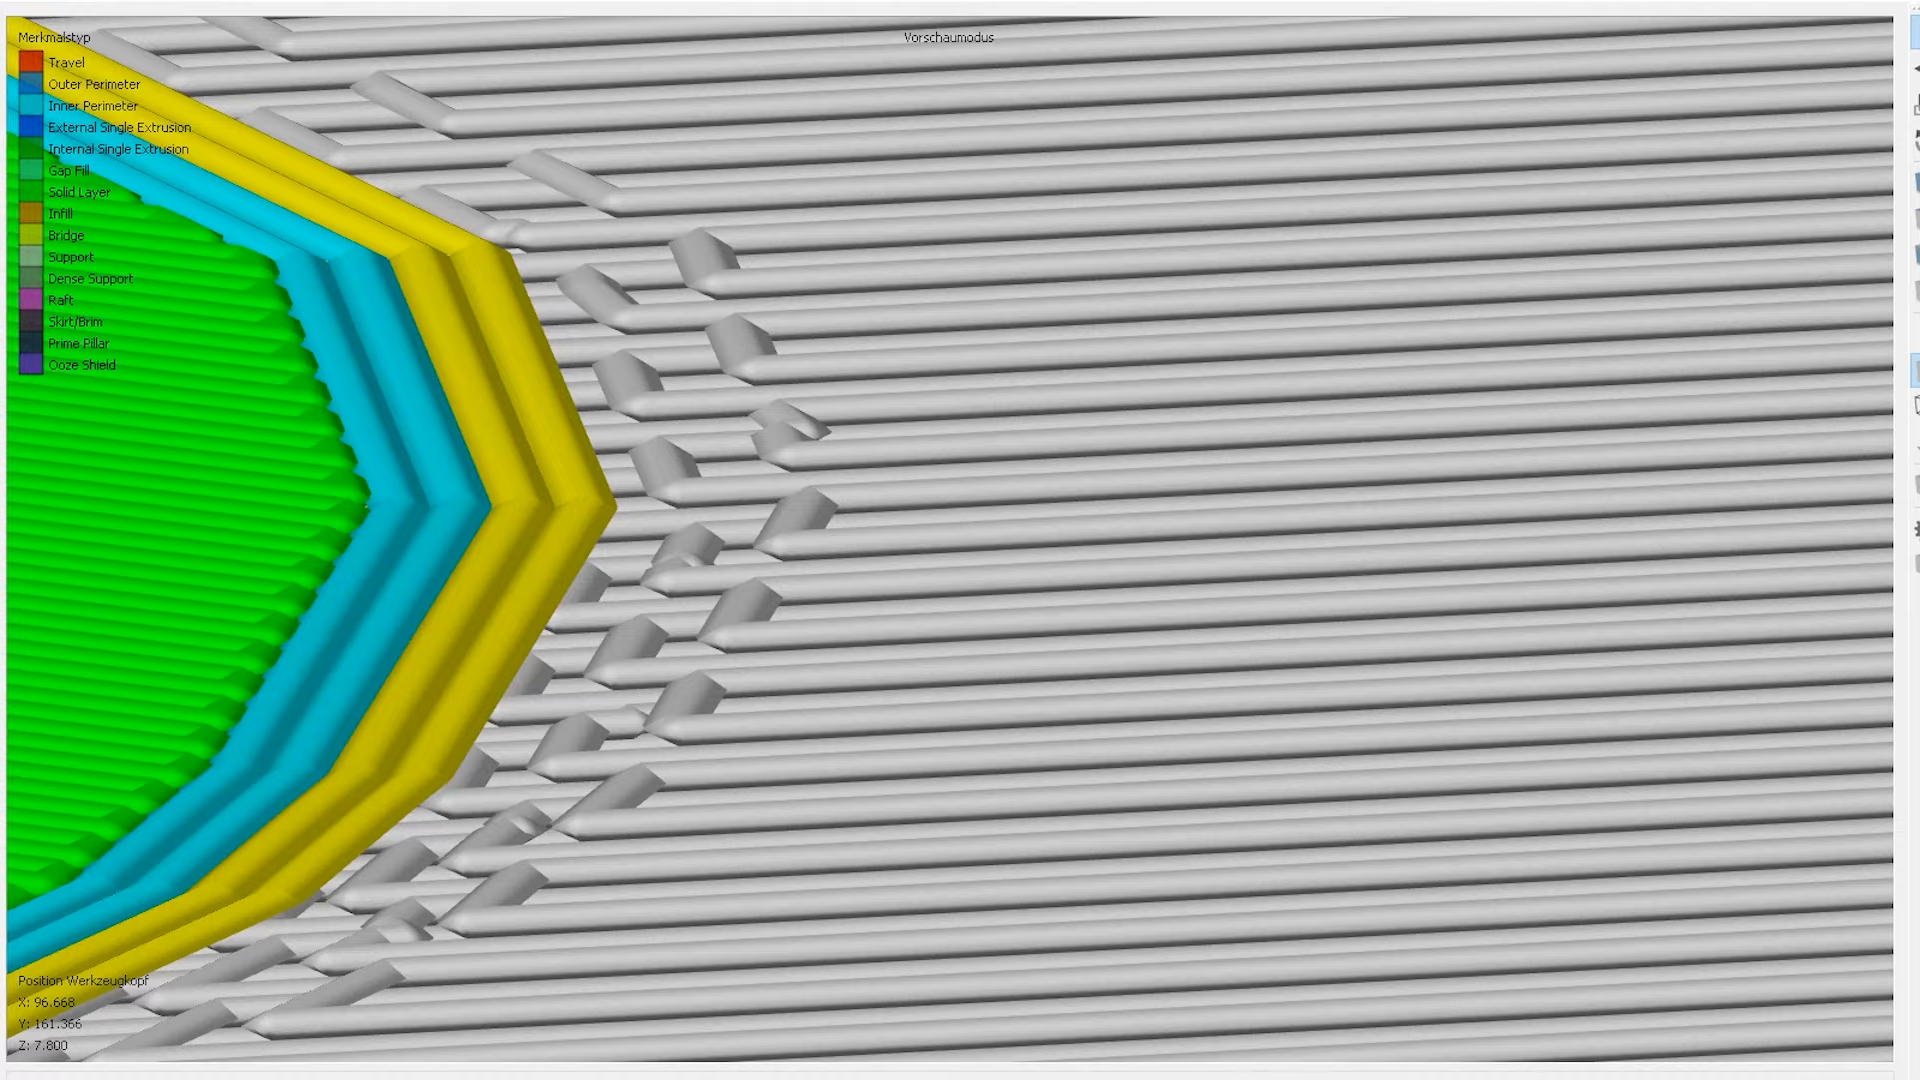 Merkmalstyp
Vorschaumodus
Travel
Outer Perimeter
Inner Perimeter
External Single Extrusion
Internal Single Extrusion
Gap Fill
Solid Layer
Infill
Bridge
Support
Dense Support
Raft
Skirt/Brim
Prime Pillar
Ooze Shield
Position Werkzeugkopf
X: 96.668
Y: 161.366
Z: 7.800